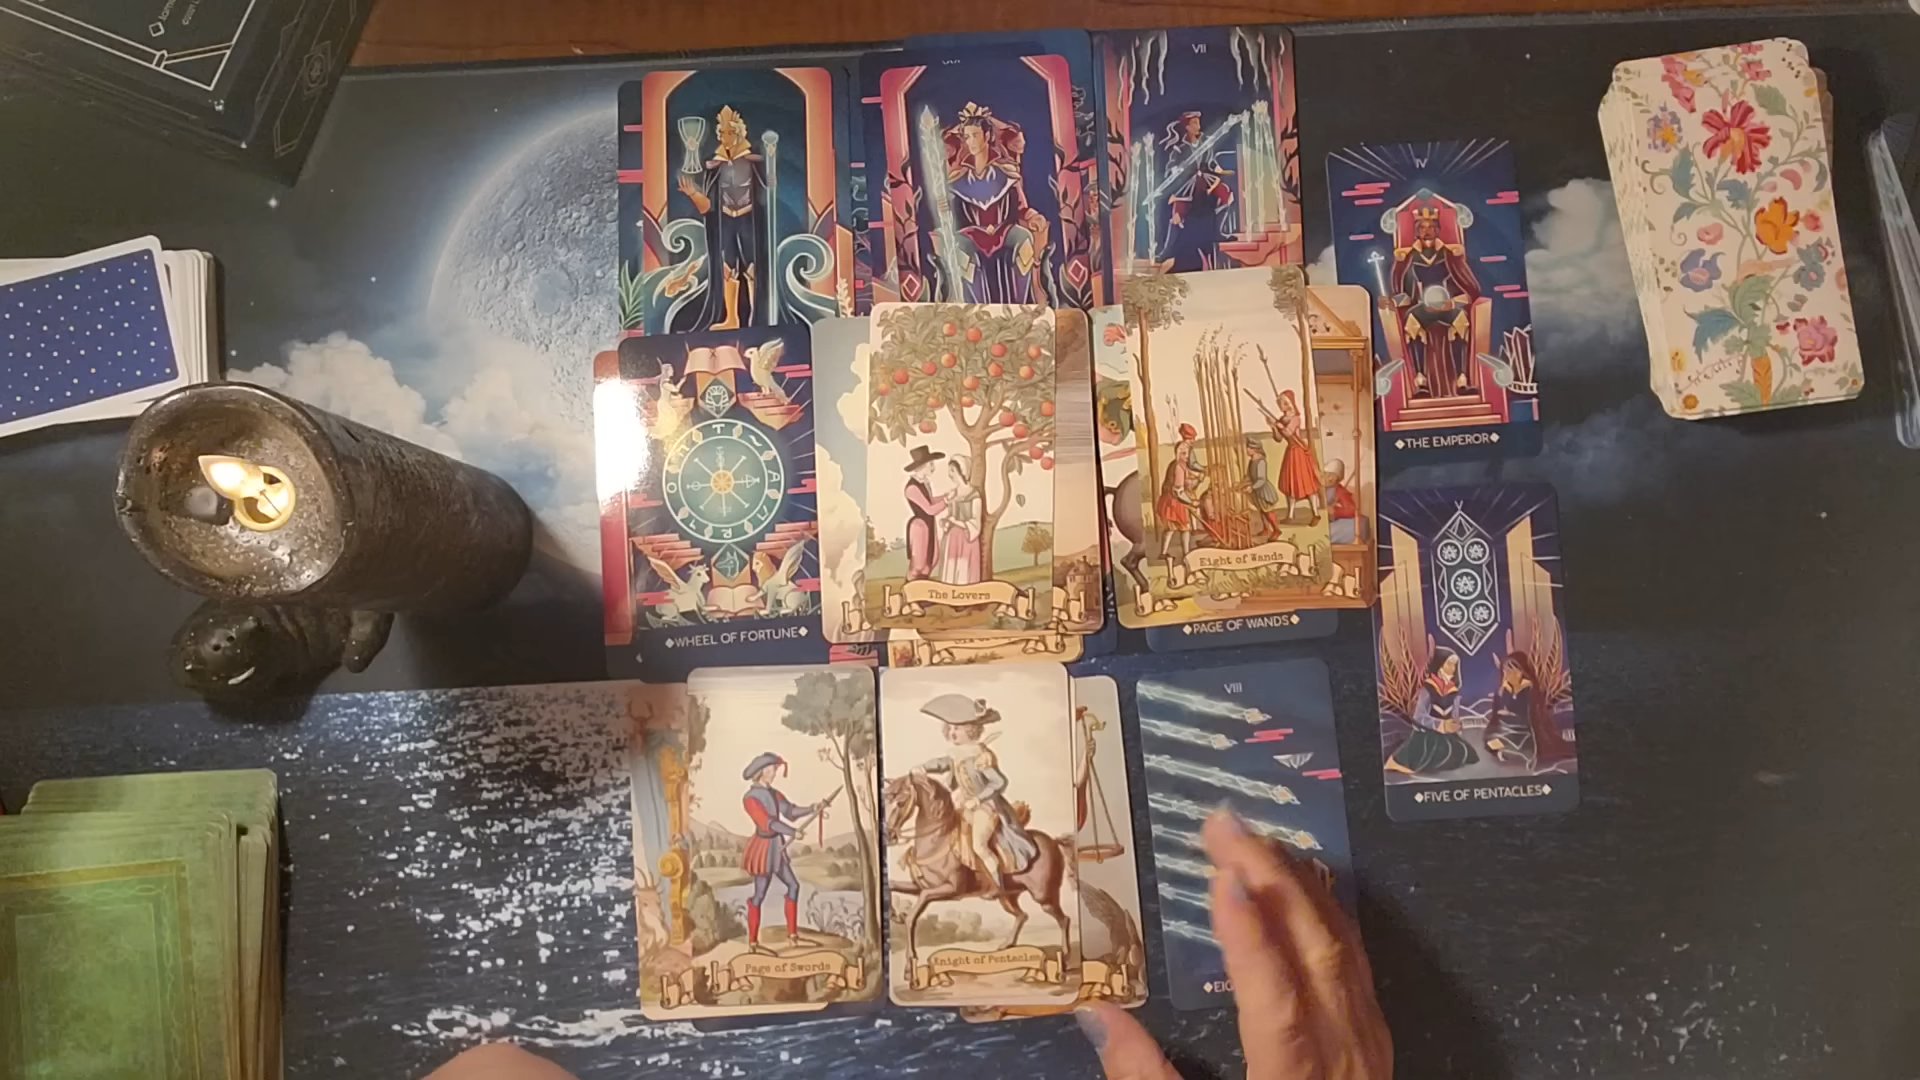 VII
IV
◆THE EMPEROR◆
Eight of Wands
The Lovers
◆PAGE OF WANDS◆
◆WHEEL OF FORTUNE◆
V
VIII
◆FIVE OF PENTACLES◆
Page of Swords
Knight of Pentacles